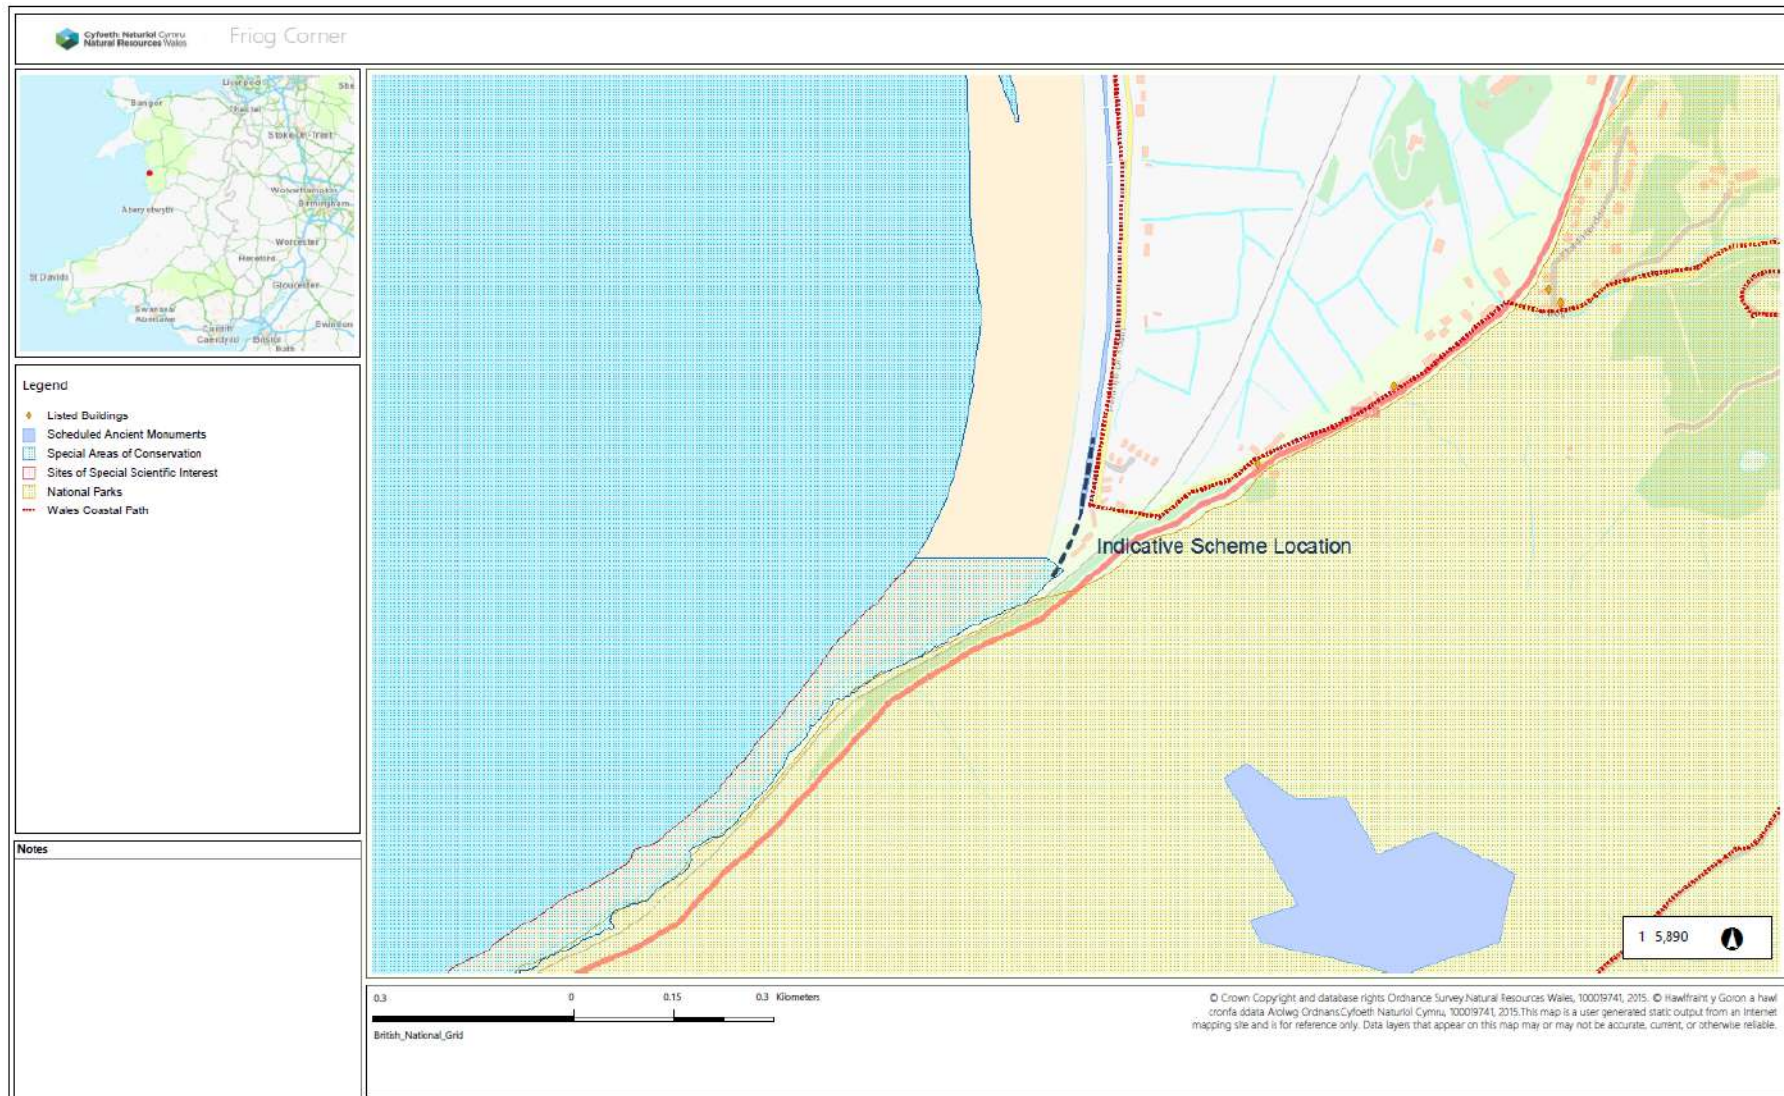 Cyfoeth Naturiol Cymru
Natural Resources Wales
Friog Corner
Liverpool
Bangor
Stoke-on-Trent
Wolverhampton
Birmingham
Aberystwyth
Worcester
Hereford
St Davids
Gloucester
Swansea
Abertawe
Swindon
Cardiff
Caerdydd
Bristol
Bath
Legend
Listed Buildings
Scheduled Ancient Monuments
Special Areas of Conservation
Sites of Special Scientific Interest
National Parks
Wales Coastal Path
Notes
Indicative Scheme Location
1 5,890
0.3 0 0.15 0.3 Kilometers
British_National_Grid
© Crown Copyright and database rights Ordnance Survey.Natural Resources Wales, 100019741, 2015. © Hawlfraint y Goron a hawl
cronfa ddata Arolwg Ordnans.Cyfoeth Naturiol Cymru, 100019741, 2015.This map is a user generated static output from an Internet
mapping site and is for reference only. Data layers that appear on this map may or may not be accurate, current, or otherwise reliable.